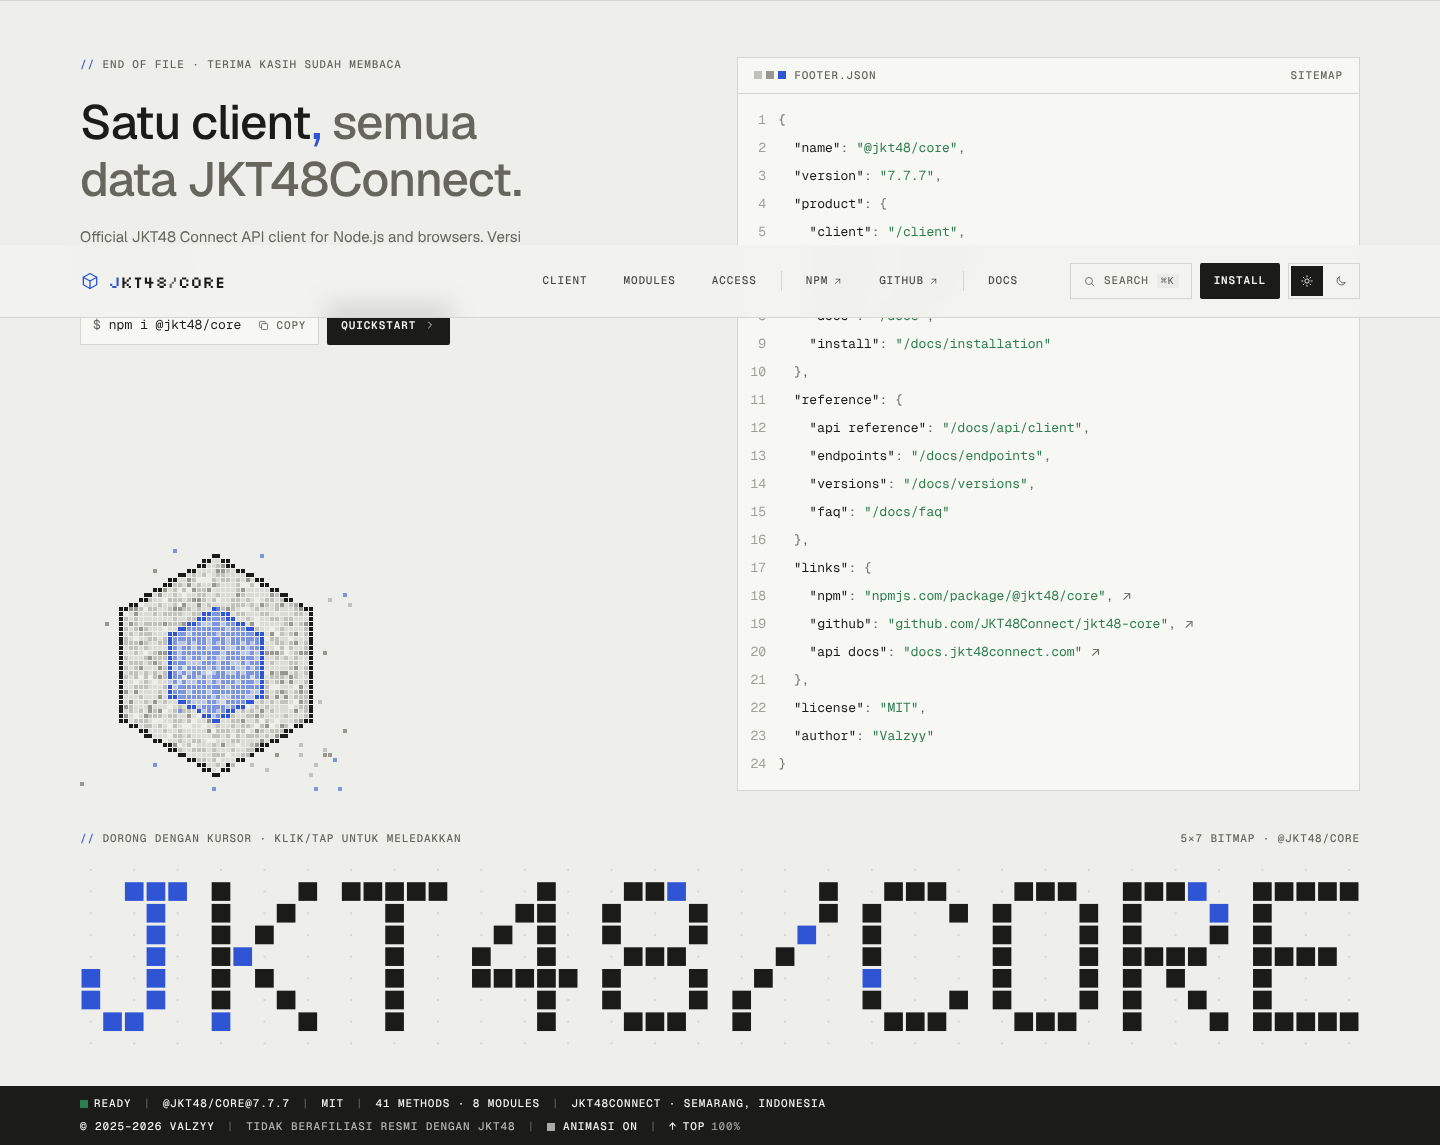 // END OF FILE · TERIMA KASIH SUDAH MEMBACA
Satu client, semua
data JKT48Connect.
Official JKT48 Connect API client for Node.js and browsers. Versi
JKT48/CORE
CLIENT
MODULES
ACCESS
NPM ↗
GITHUB ↗
DOCS
SEARCH ⌘K
INSTALL
$ npm i @jkt48/core
COPY
QUICKSTART >
FOOTER.JSON
SITEMAP
1 {
2 "name": "@jkt48/core",
3 "version": "7.7.7",
4 "product": {
5 "client": "/client",
8 "docs": "/docs",
9 "install": "/docs/installation"
10 },
11 "reference": {
12 "api reference": "/docs/api/client",
13 "endpoints": "/docs/endpoints",
14 "versions": "/docs/versions",
15 "faq": "/docs/faq"
16 },
17 "links": {
18 "npm": "npmjs.com/package/@jkt48/core", ↗
19 "github": "github.com/JKT48Connect/jkt48-core", ↗
20 "api docs": "docs.jkt48connect.com" ↗
21 },
22 "license": "MIT",
23 "author": "Valzyy"
24 }
// DORONG DENGAN KURSOR · KLIK/TAP UNTUK MELEDAKKAN
5×7 BITMAP · @JKT48/CORE
JKT48/CORE
READY | @JKT48/CORE@7.7.7 | MIT | 41 METHODS · 8 MODULES | JKT48CONNECT · SEMARANG, INDONESIA
© 2025–2026 VALZYY | TIDAK BERAFILIASI RESMI DENGAN JKT48 | ANIMASI ON | ↑ TOP 100%